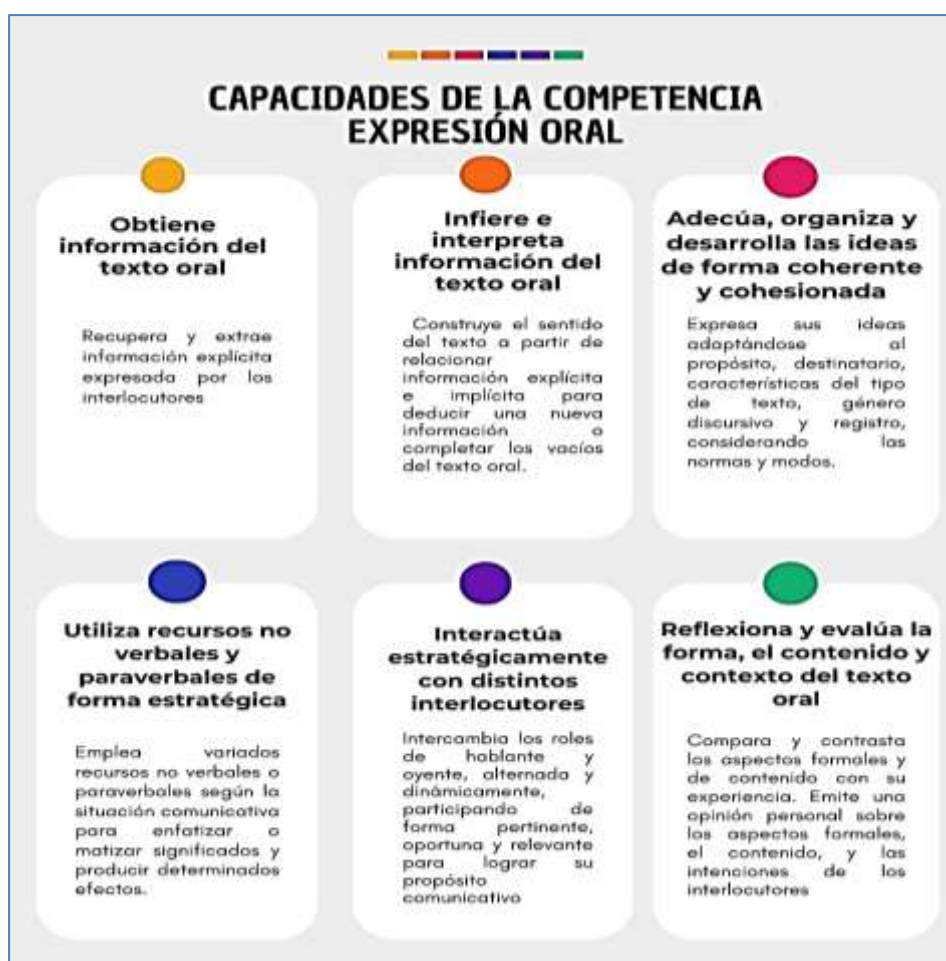 CAPACIDADES DE LA COMPETENCIA
EXPRESIÓN ORAL
Obtiene
información del
texto oral
Recupera y extrae
información explícita
expresada por los
interlocutores
Infiere e
interpreta
información del
texto oral
Construye el sentido
del texto a partir de
relacionar
información explícita
e implícita para
deducir una nueva
información o
completar los vacíos
del texto oral.
Adecúa, organiza y
desarrolla las ideas
de forma coherente
y cohesionada
Expresa sus ideas
adaptándose al
propósito, destinatario,
características del tipo
de texto, género
discursivo y registro,
considerando las
normas y modos.
Utiliza recursos no
verbales y
paraverbales de
forma estratégica
Emplea variados
recursos no verbales o
paraverbales según la
situación comunicativa
para enfatizar o
matizar significados y
producir determinados
efectos.
Interactúa
estratégicamente
con distintos
interlocutores
Intercambia los roles
de hablante y
oyente, alternada y
dinámicamente,
participando de
forma pertinente,
oportuna y relevante
para lograr su
propósito
comunicativo
Reflexiona y evalúa la
forma, el contenido y
contexto del texto
oral
Compara y contrasta
los aspectos formales y
de contenido con su
experiencia. Emite una
opinión personal sobre
los aspectos formales,
el contenido, y las
intenciones de los
interlocutores